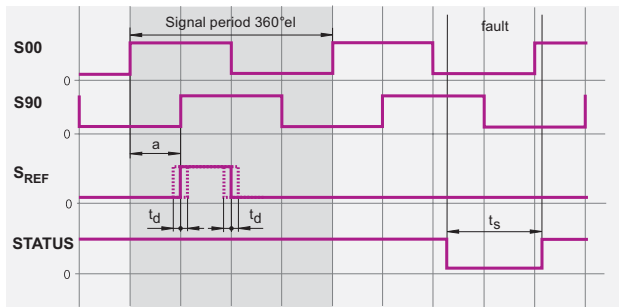 Signal period 360°el
fault
S00
0
S90
0
a
SREF
0
td
td
ts
STATUS
0